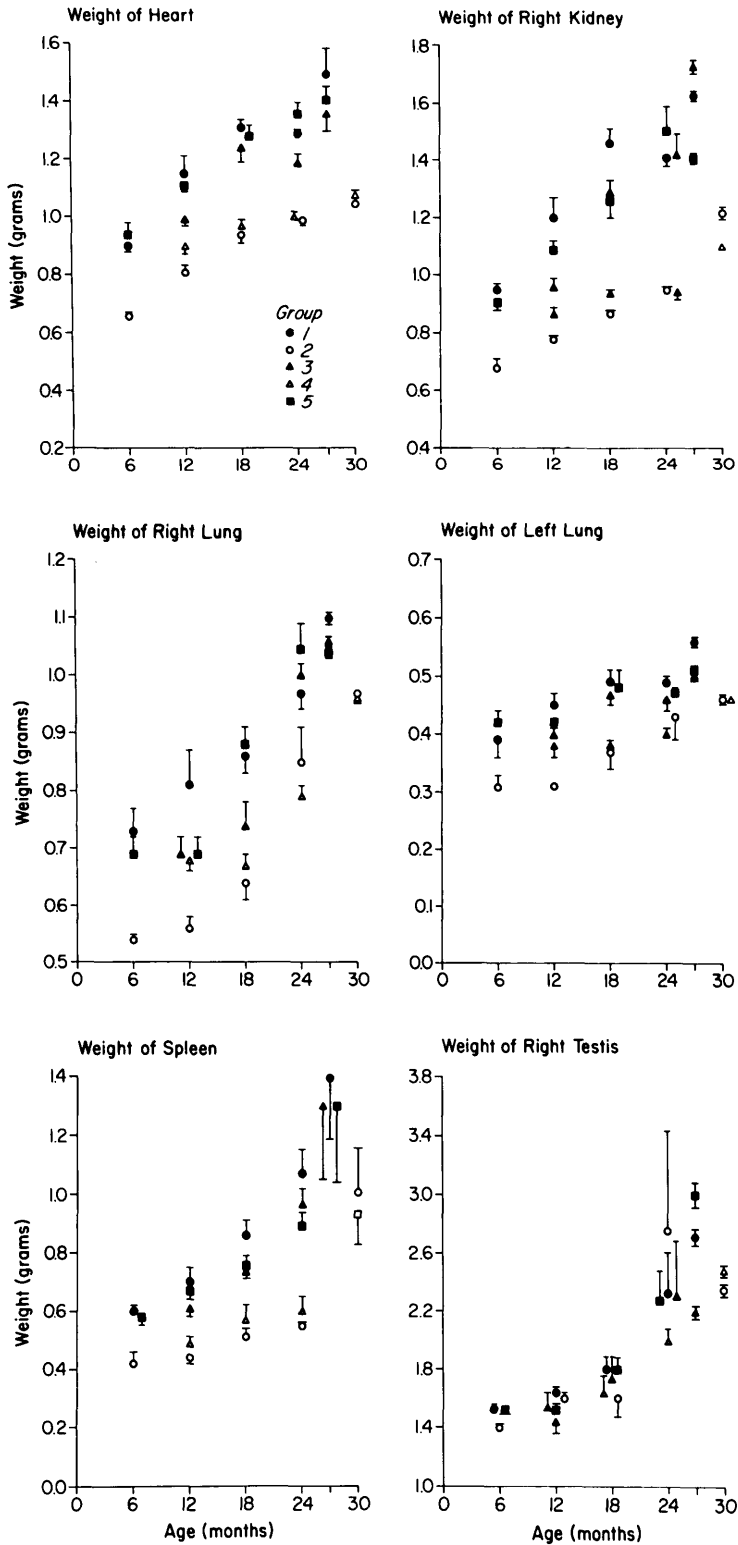 Weight of Heart
1.6
1.4
1.2
1.0
0.8
0.6
0.4
0.2
Weight (grams)
0 6 12 18 24 30
Group
1
2
3
4
5
Weight of Right Kidney
1.8
1.6
1.4
1.2
1.0
0.8
0.6
0.4
0 6 12 18 24 30
Weight of Right Lung
1.2
1.1
1.0
0.9
0.8
0.7
0.6
0.5
Weight (grams)
0 6 12 18 24 30
Weight of Left Lung
0.7
0.6
0.5
0.4
0.3
0.2
0.1
0.0
0 6 12 18 24 30
Weight of Spleen
1.4
1.2
1.0
0.8
0.6
0.4
0.2
0.0
Weight (grams)
0 6 12 18 24 30
Age (months)
Weight of Right Testis
3.8
3.4
3.0
2.6
2.2
1.8
1.4
1.0
0 6 12 18 24 30
Age (months)